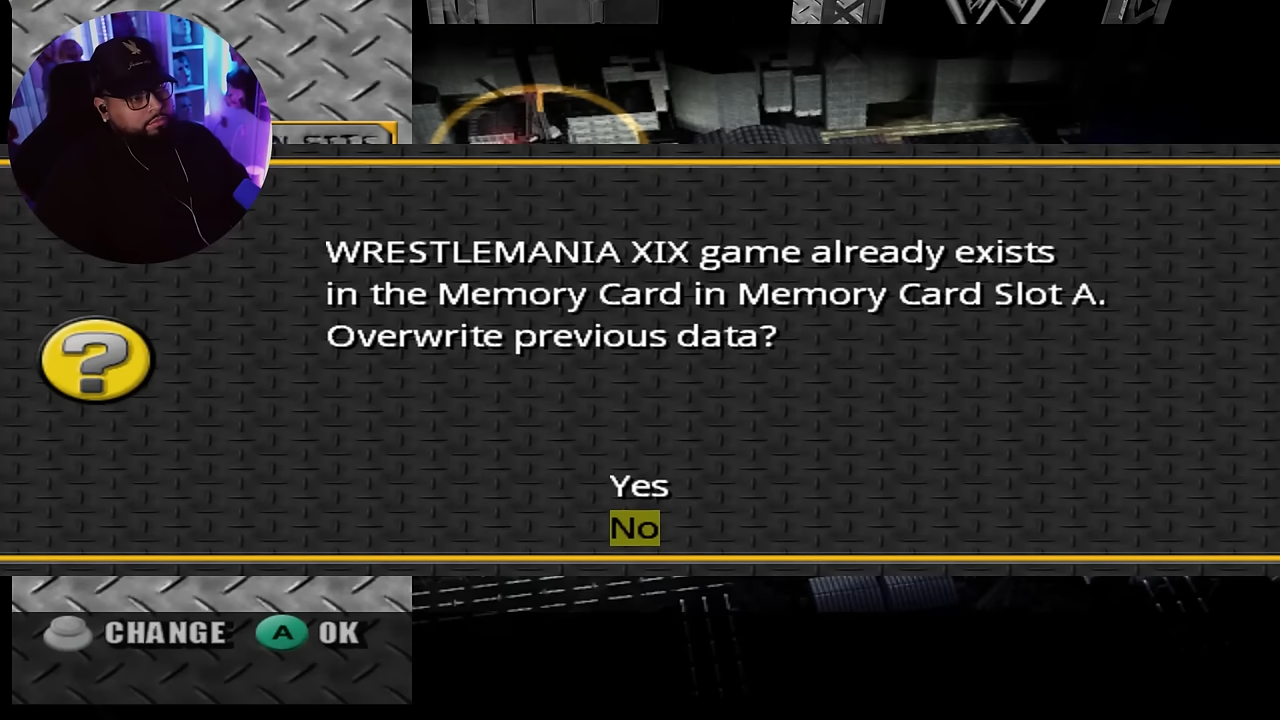 WRESTLEMANIA XIX game already exists
in the Memory Card in Memory Card Slot A.
Overwrite previous data?
Yes
No
CHANGE A OK